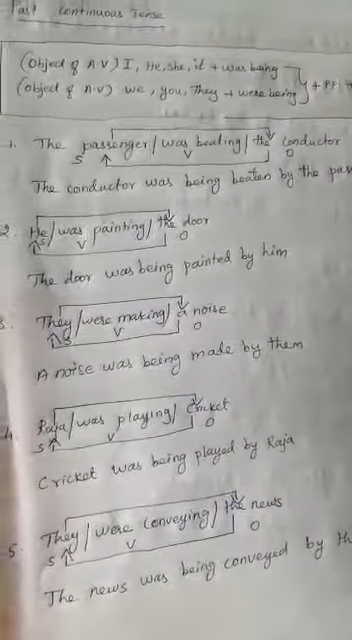 Past Continuous Tense
(Object of A.V) I, He, she, it + was being
(Object of A.V) we, you, They → were being } + PP +
1. The passenger / was beating / the conductor
S V O
The conductor was being beaten by the pas
2. He / was painting / the door
S V O
The door was being painted by him
3. They / were making / a noise
S V O
A noise was being made by them
4. Raja / was playing / cricket
S V O
Cricket was being played by Raja
5. They / were conveying / the news
S V O
The news was being conveyed by th